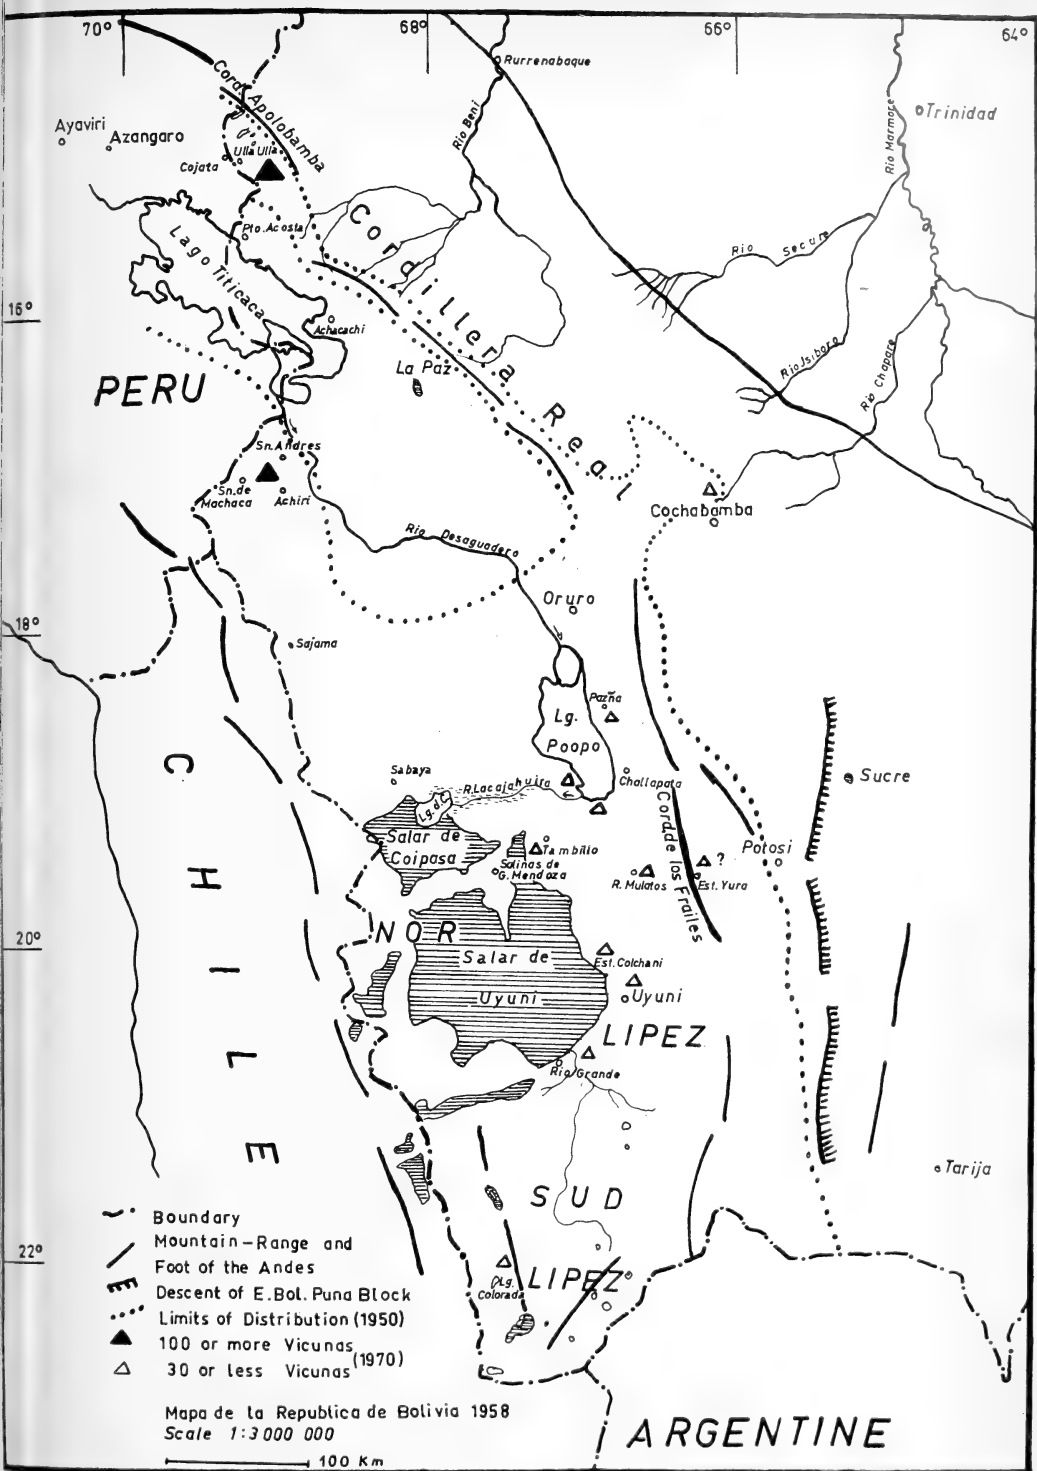 70°
68°
66°
64°
Rurrenabaque
Cord. Apolobamba
Rio Beni
Rio Marmore
Trinidad
Ayaviri
Azangaro
Ulla Ulla
Cojata
Pto. Acosta
Lago Titicaca
Cordillera Real
Rio Secure
16°
Achacachi
La Paz
Rio Isiboro
Rio Chapare
PERU
Sn. Andres
Sn. de
Machaca
Achiri
Cochabamba
Rio Desaguadero
Oruro
18°
Sajama
Pazña
Lg.
Poopo
CHILE
Sabaya
R. Lacajahuira
Challapata
Sucre
Lg. d. C.
Salar de
Coipasa
Tambillo
Salinas de
G. Mendoza
Cord. de los Frailes
Potosi
?
R. Mulatos
Est. Yura
20°
NOR
Salar de
Uyuni
Est. Colchani
Uyuni
LIPEZ
Rio Grande
Tarija
SUD
LIPEZ
22°
Lg.
Colorada
Boundary
Mountain-Range and
Foot of the Andes
Descent of E. Bol. Puna Block
Limits of Distribution (1950)
100 or more Vicunas
(1970)
30 or less Vicunas
Mapa de la Republica de Bolivia 1958
Scale 1:3 000 000
100 Km
ARGENTINE